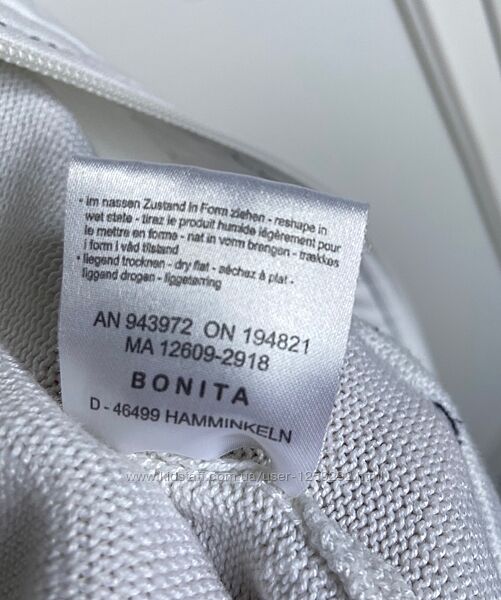 • im nassen Zustand in Form ziehen - reshape in
wet state - tirez le produit humide légèrement pour
le mettre en forme - nat in vorm brengen - trækkes
i form i våd tilstand
• liegend trocknen - dry flat - séchez à plat -
liggend drogen - liggetørring
AN 943972 ON 194821
MA 12609-2918
BONITA
D - 46499 HAMMINKELN